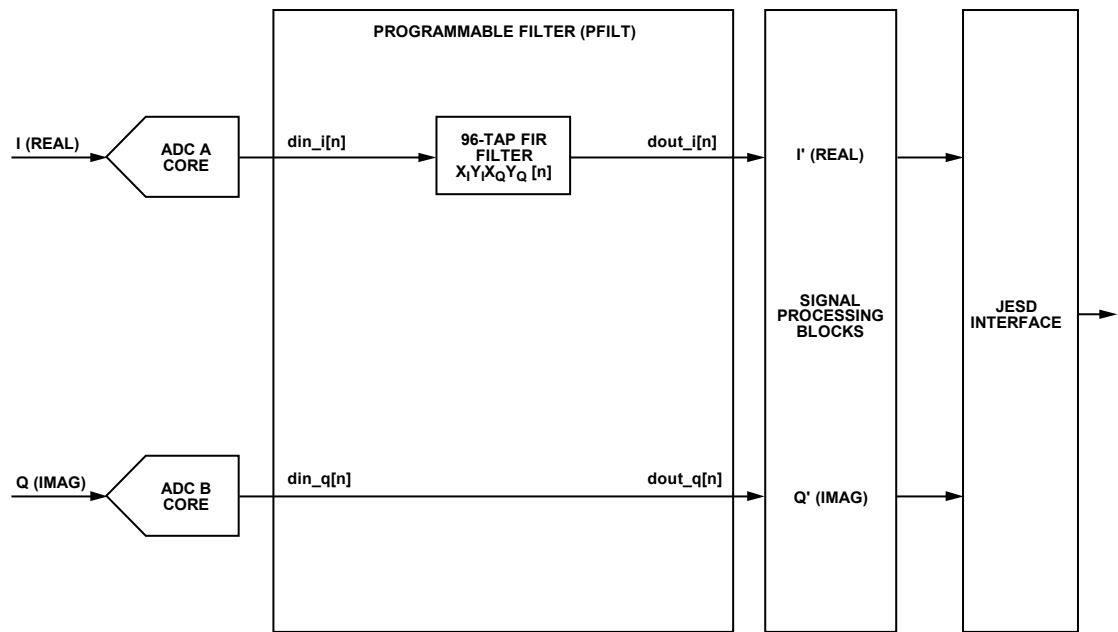 PROGRAMMABLE FILTER (PFILT)
I (REAL)
ADC A
CORE
din_i[n]
96-TAP FIR
FILTER
XIYIXQYQ [n]
dout_i[n]
I' (REAL)
SIGNAL
PROCESSING
BLOCKS
JESD
INTERFACE
Q (IMAG)
ADC B
CORE
din_q[n]
dout_q[n]
Q' (IMAG)